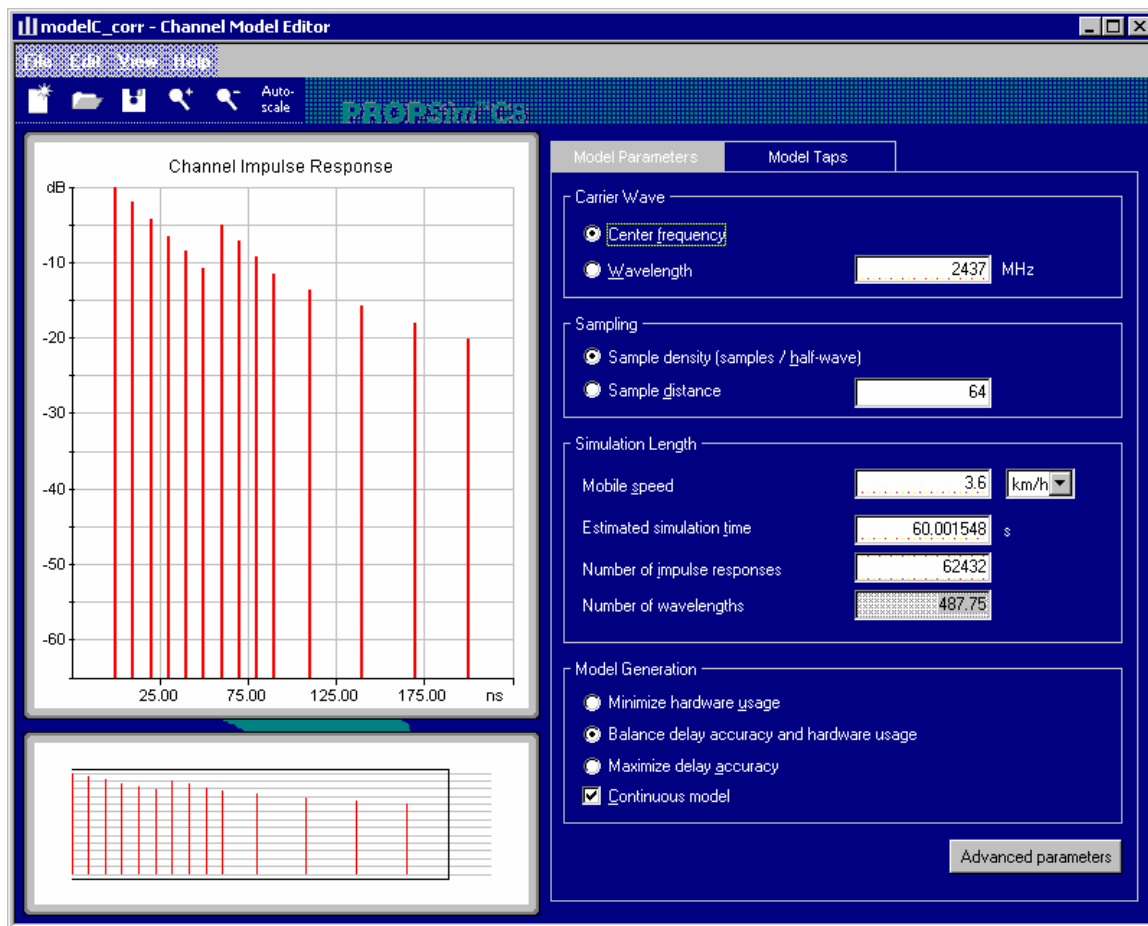 modelC_corr - Channel Model Editor
File Edit View Help
Auto-
scale
PROPSim C8
Channel Impulse Response
dB
-10
-20
-30
-40
-50
-60
25.00 75.00 125.00 175.00 ns
Model Parameters Model Taps
Carrier Wave
Center frequency
Wavelength 2437 MHz
Sampling
Sample density (samples / half-wave)
Sample distance 64
Simulation Length
Mobile speed 3.6 km/h
Estimated simulation time 60.001548 s
Number of impulse responses 62432
Number of wavelengths 487.75
Model Generation
Minimize hardware usage
Balance delay accuracy and hardware usage
Maximize delay accuracy
Continuous model
Advanced parameters